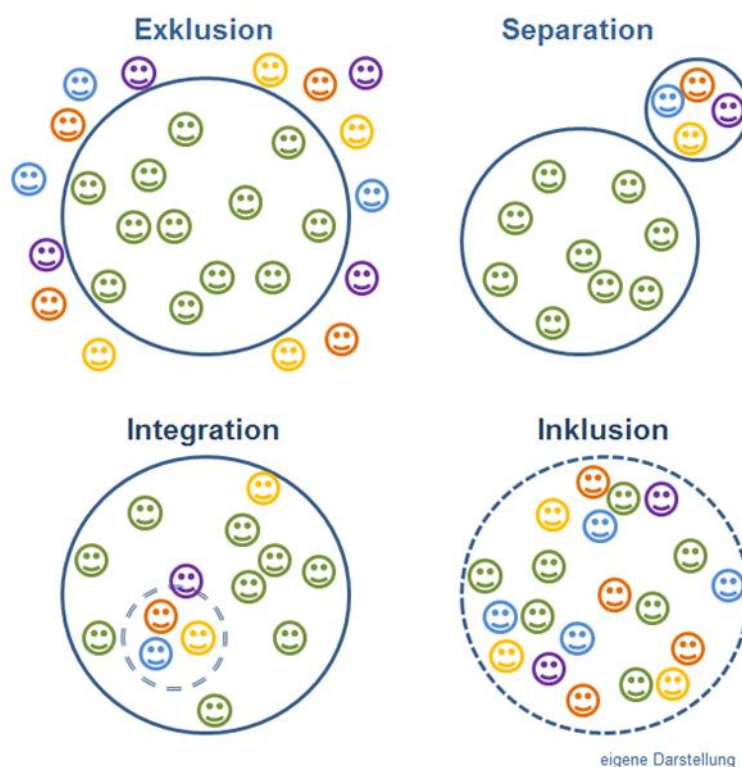 Exklusion
Separation
Integration
Inklusion
eigene Darstellung